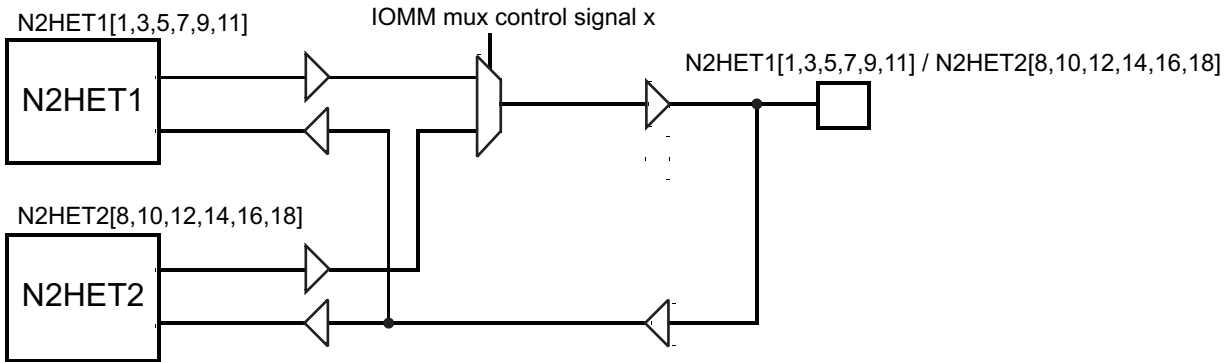 IOMM mux control signal x
N2HET1[1,3,5,7,9,11]
N2HET1[1,3,5,7,9,11] / N2HET2[8,10,12,14,16,18]
N2HET1
N2HET2[8,10,12,14,16,18]
N2HET2